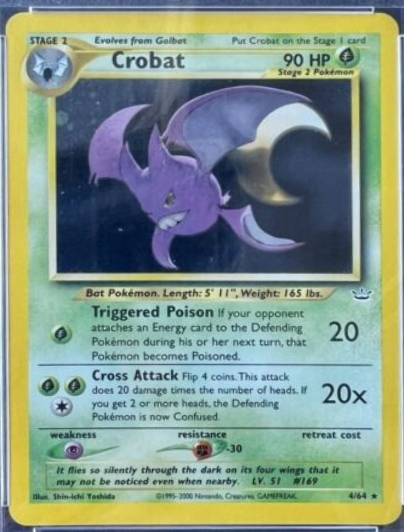 STAGE 2 Evolves from Golbat Put Crobat on the Stage 1 card
Crobat 90 HP
Stage 2 Pokémon
Bat Pokémon. Length: 5' 11", Weight: 165 lbs.
Triggered Poison If your opponent
attaches an Energy card to the Defending
Pokémon during his or her next turn, that
Pokémon becomes Poisoned.
20
Cross Attack Flip 4 coins. This attack
does 20 damage times the number of heads. If
you get 2 or more heads, the Defending
Pokémon is now Confused.
20x
weakness resistance retreat cost
-30
It flies so silently through the dark on its four wings that it
may not be noticed even when nearby. LV. 51 #169
Illus. Shin-ichi Yoshida ©1995-2000 Nintendo, Creatures, GAMEFREAK. 4/64 ★